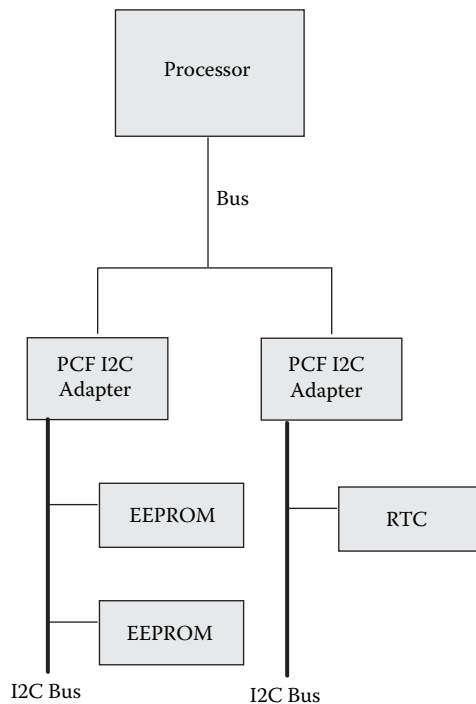 Processor
Bus
PCF I2C
Adapter
PCF I2C
Adapter
EEPROM
RTC
EEPROM
I2C Bus
I2C Bus